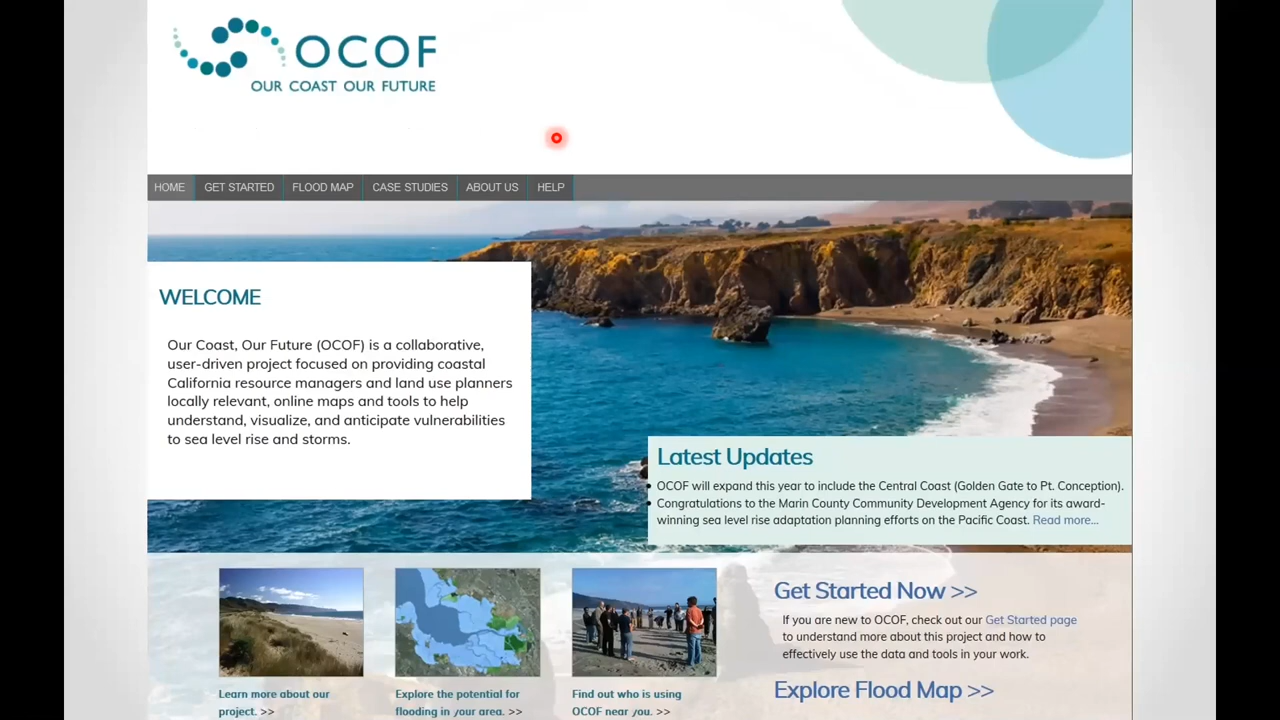 OCOF
OUR COAST OUR FUTURE
HOME GET STARTED FLOOD MAP CASE STUDIES ABOUT US HELP
WELCOME
Our Coast, Our Future (OCOF) is a collaborative,
user-driven project focused on providing coastal
California resource managers and land use planners
locally relevant, online maps and tools to help
understand, visualize, and anticipate vulnerabilities
to sea level rise and storms.
Latest Updates
• OCOF will expand this year to include the Central Coast (Golden Gate to Pt. Conception).
• Congratulations to the Marin County Community Development Agency for its award-
winning sea level rise adaptation planning efforts on the Pacific Coast. Read more...
Learn more about our
project. >>
Explore the potential for
flooding in your area. >>
Find out who is using
OCOF near you. >>
Get Started Now >>
If you are new to OCOF, check out our Get Started page
to understand more about this project and how to
effectively use the data and tools in your work.
Explore Flood Map >>